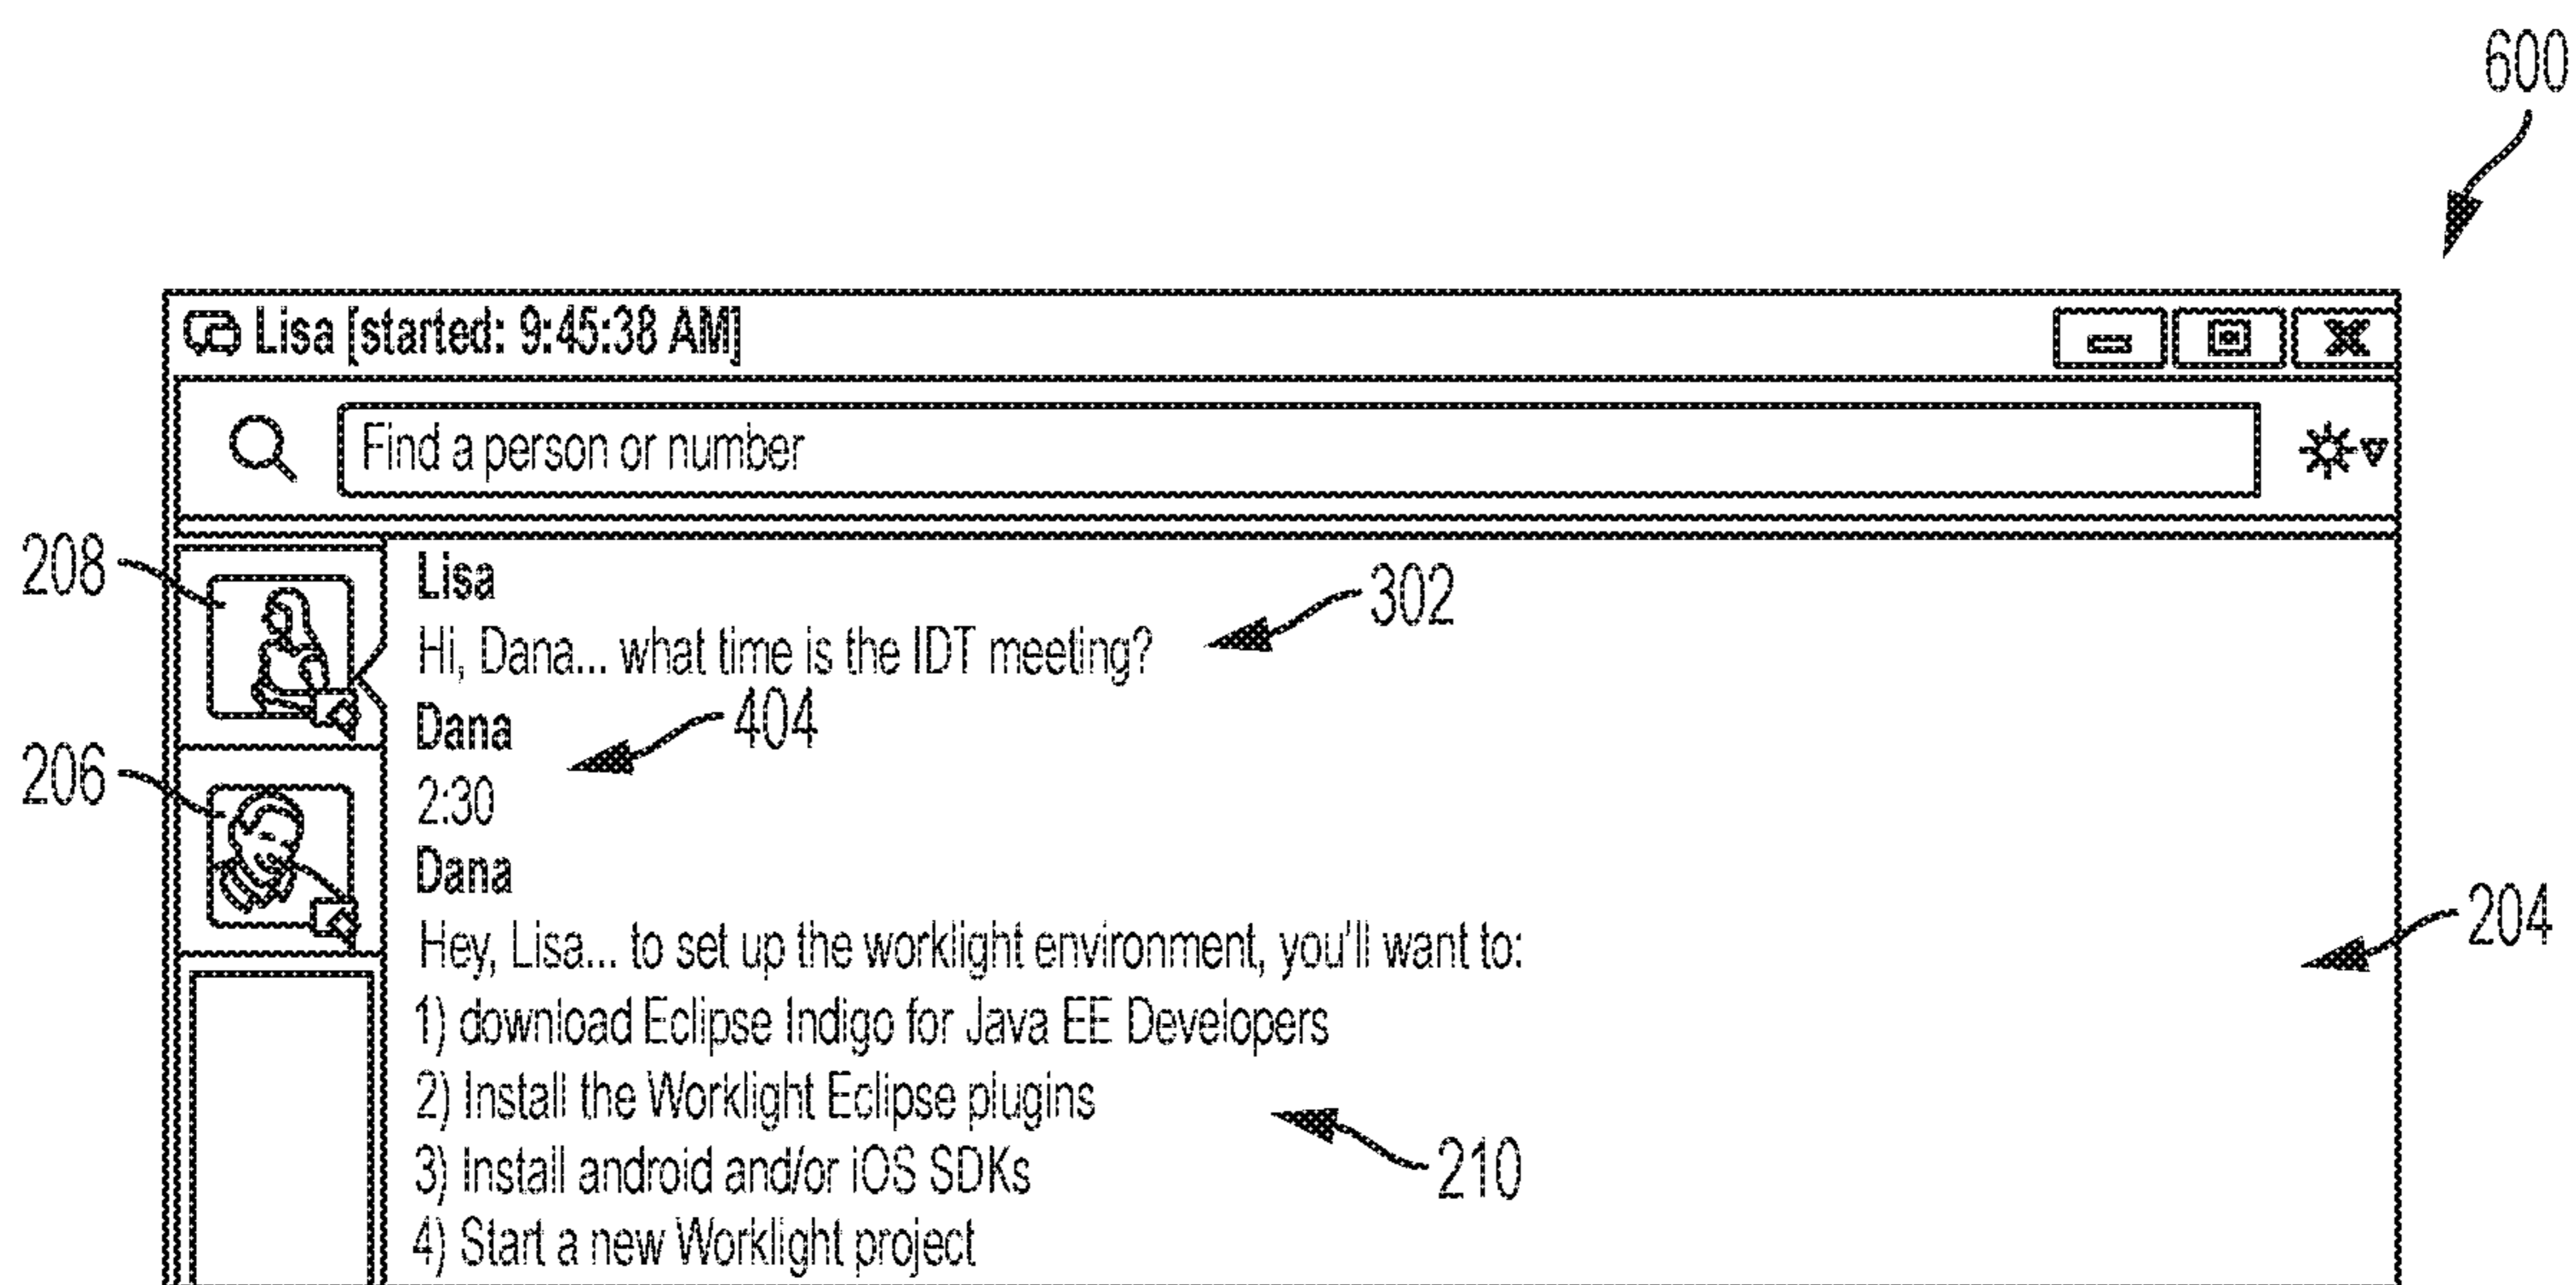 600
Lisa [started: 9:45:38 AM]
Find a person or number
208
Lisa
302
Hi, Dana... what time is the IDT meeting?
Dana
404
206
2:30
Dana
204
Hey, Lisa... to set up the worklight environment, you'll want to:
1) download Eclipse Indigo for Java EE Developers
2) Install the Worklight Eclipse plugins
210
3) Install android and/or iOS SDKs
4) Start a new Worklight project